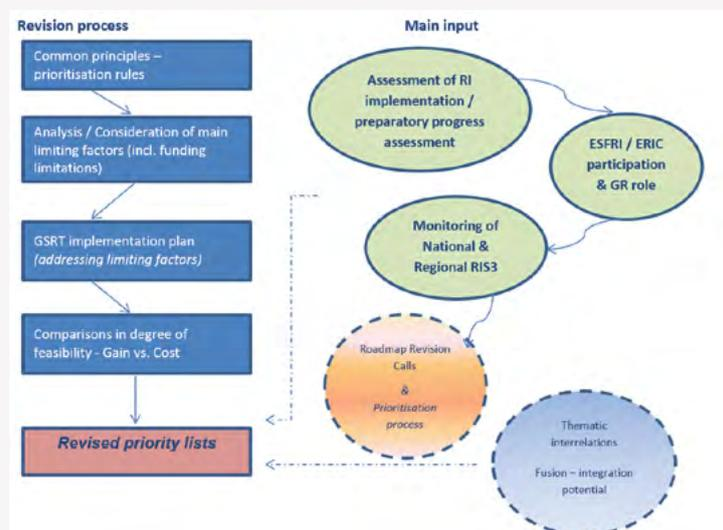 Revision process
Common principles –
prioritisation rules
Analysis / Consideration of main
limiting factors (incl. funding
limitations)
GSRT implementation plan
(addressing limiting factors)
Comparisons in degree of
feasibility - Gain vs. Cost
Revised priority lists
Main input
Assessment of RI
implementation /
preparatory progress
assessment
ESFRI / ERIC
participation
& GR role
Monitoring of
National &
Regional RIS3
Roadmap Revision
Calls
&
Prioritisation
process
Thematic
interrelations
Fusion – integration
potential